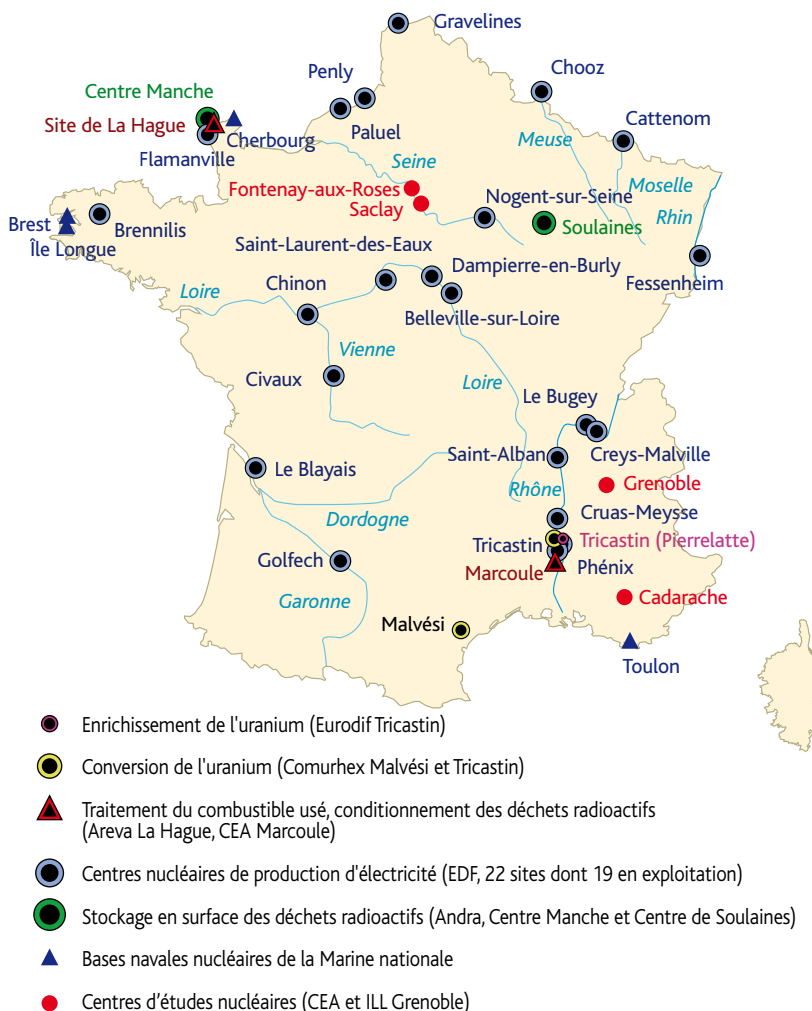 Gravelines
Penly
Chooz
Centre Manche
Cattenom
Site de La Hague
Cherbourg
Paluel
Meuse
Flamanville
Seine
Moselle
Fontenay-aux-Roses
Nogent-sur-Seine
Saclay
Rhin
Brest
Brennilis
Soulaines
Île Longue
Saint-Laurent-des-Eaux
Dampierre-en-Burly
Chinon
Fessenheim
Loire
Belleville-sur-Loire
Vienne
Civaux
Loire
Le Bugey
Saint-Alban
Creys-Malville
Le Blayais
Grenoble
Rhône
Dordogne
Cruas-Meysse
Tricastin
Tricastin (Pierrelatte)
Golfech
Phénix
Marcoule
Garonne
Cadarache
Malvési
Toulon
Enrichissement de l'uranium (Eurodif Tricastin)
Conversion de l'uranium (Comurhex Malvési et Tricastin)
Traitement du combustible usé, conditionnement des déchets radioactifs
(Areva La Hague, CEA Marcoule)
Centres nucléaires de production d'électricité (EDF, 22 sites dont 19 en exploitation)
Stockage en surface des déchets radioactifs (Andra, Centre Manche et Centre de Soulaines)
Bases navales nucléaires de la Marine nationale
Centres d’études nucléaires (CEA et ILL Grenoble)